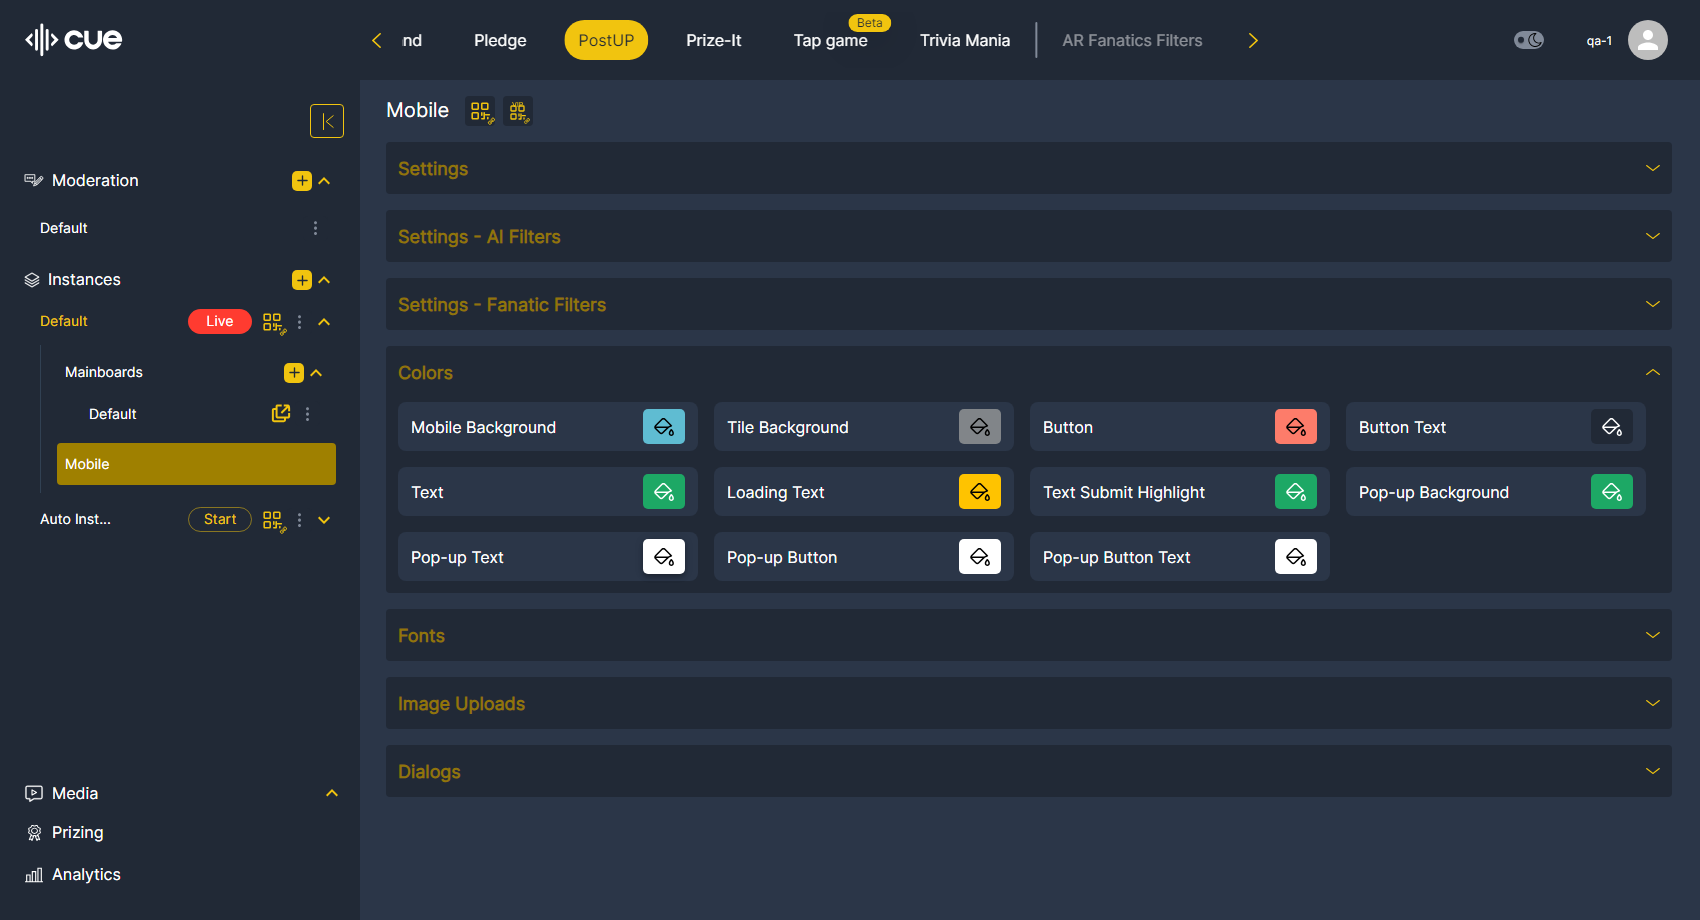 cue
nd
Pledge
PostUP
Prize-It
Beta
Tap game
Trivia Mania
AR Fanatics Filters
qa-1
Moderation
Default
Instances
Default
Live
Mainboards
Default
Mobile
Auto Inst...
Start
Media
Prizing
Analytics
Mobile
VIP
Settings
Settings - AI Filters
Settings - Fanatic Filters
Colors
Mobile Background
Tile Background
Button
Button Text
Text
Loading Text
Text Submit Highlight
Pop-up Background
Pop-up Text
Pop-up Button
Pop-up Button Text
Fonts
Image Uploads
Dialogs